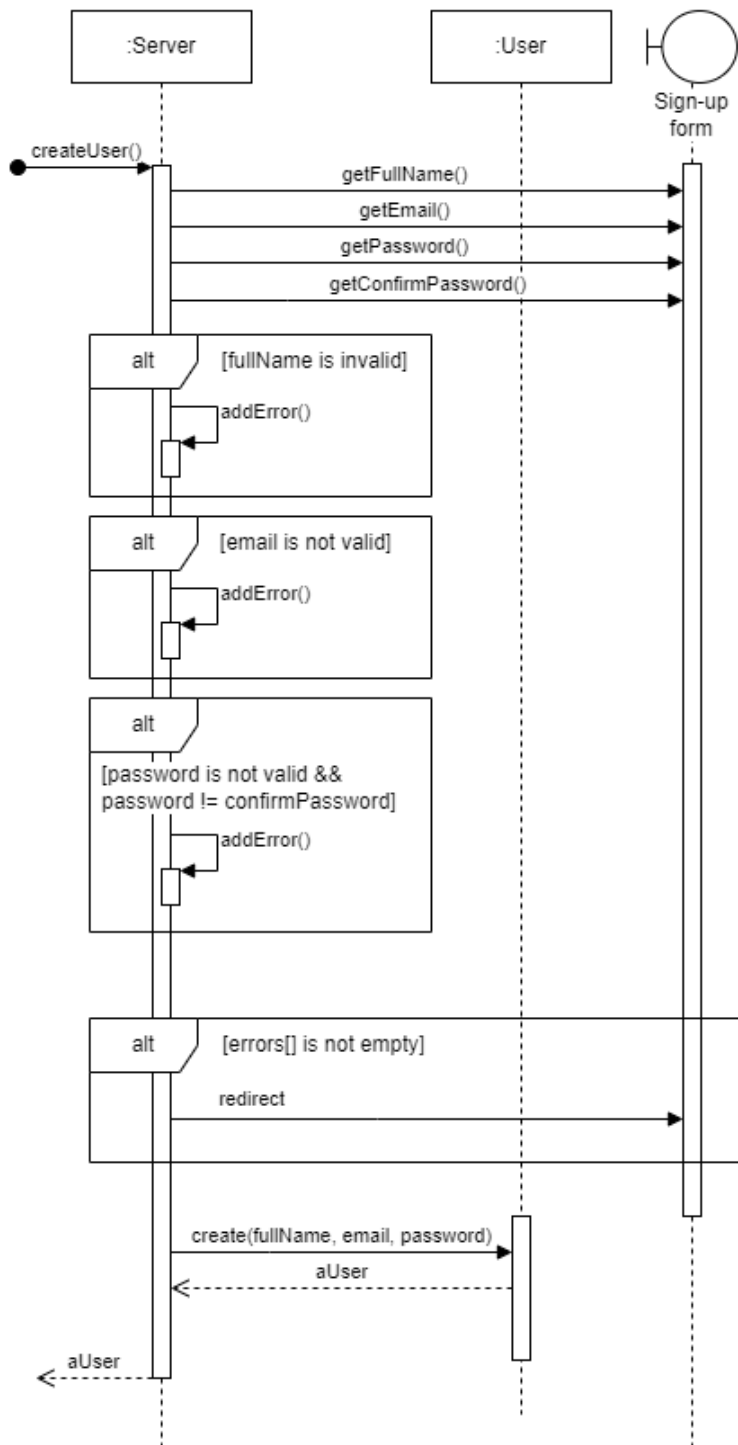 :Server
:User
Sign-up
form
createUser()
getFullName()
getEmail()
getPassword()
getConfirmPassword()
alt
[fullName is invalid]
addError()
alt
[email is not valid]
addError()
alt
[password is not valid &&
password != confirmPassword]
addError()
alt
[errors[] is not empty]
redirect
create(fullName, email, password)
aUser
aUser